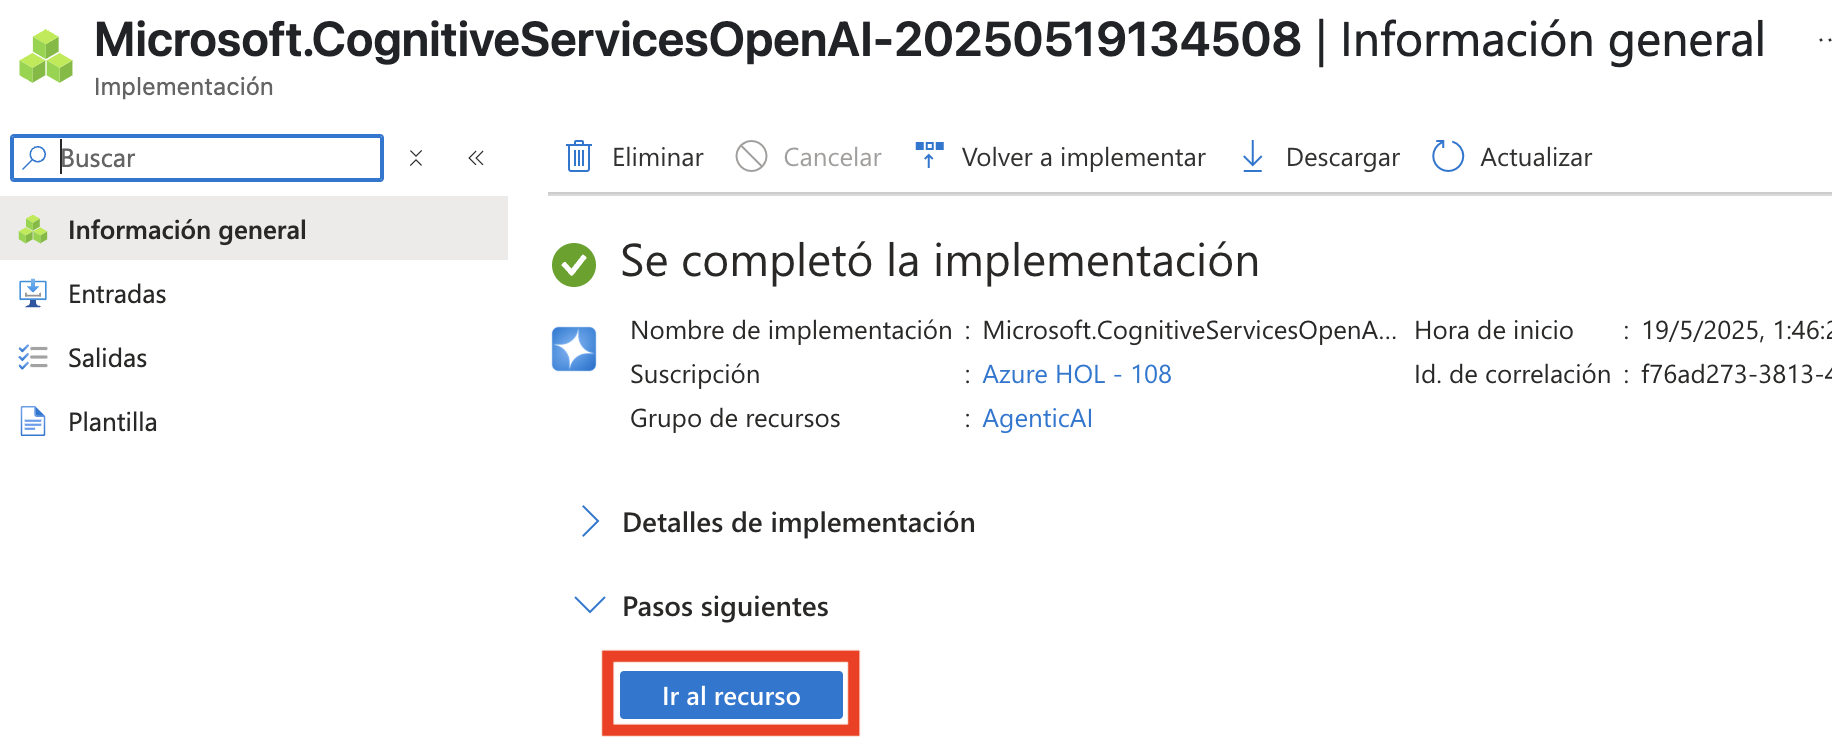 Microsoft.CognitiveServicesOpenAI-20250519134508 | Información general
Implementación
Buscar
Eliminar
Cancelar
Volver a implementar
Descargar
Actualizar
Información general
Entradas
Salidas
Plantilla
Se completó la implementación
Nombre de implementación : Microsoft.CognitiveServicesOpenA...
Suscripción : Azure HOL - 108
Grupo de recursos : AgenticAI
Hora de inicio : 19/5/2025, 1:46:2
Id. de correlación : f76ad273-3813-4
Detalles de implementación
Pasos siguientes
Ir al recurso